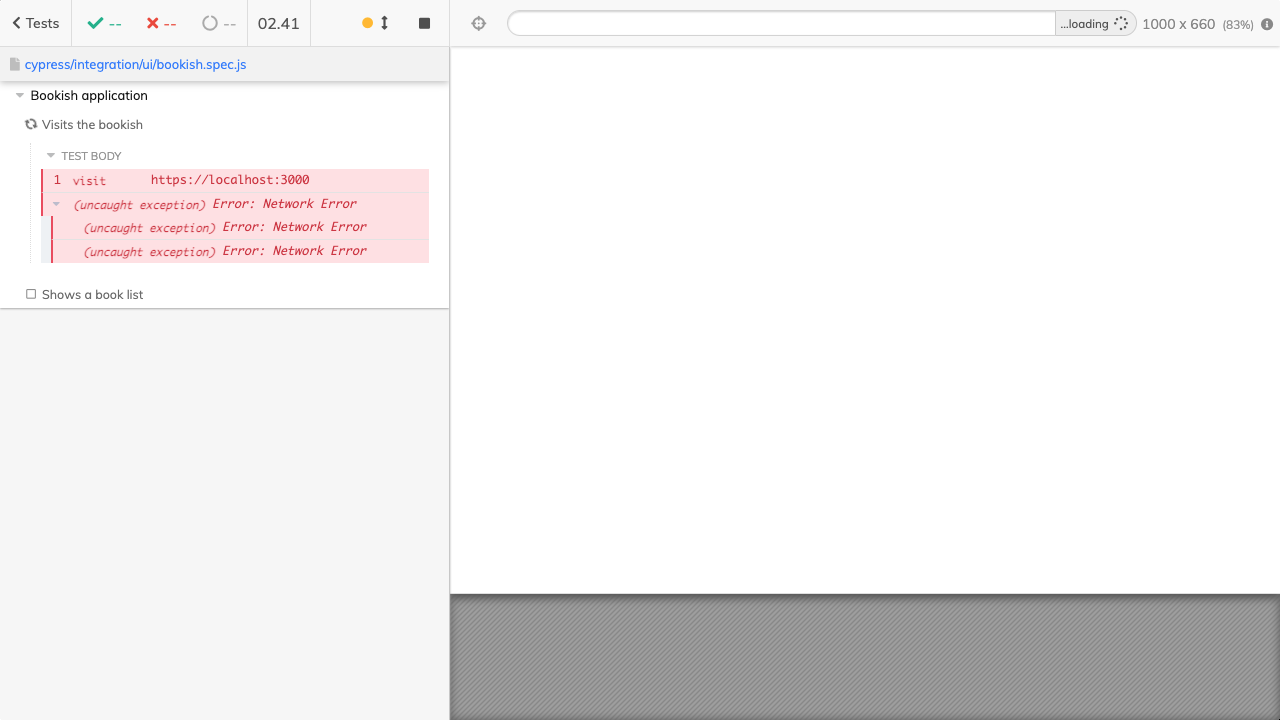 Tests -- -- -- 02.41 ...loading 1000 x 660 (83%)
cypress/integration/ui/bookish.spec.js
Bookish application
Visits the bookish
TEST BODY
1 visit https://localhost:3000
(uncaught exception) Error: Network Error
(uncaught exception) Error: Network Error
(uncaught exception) Error: Network Error
Shows a book list